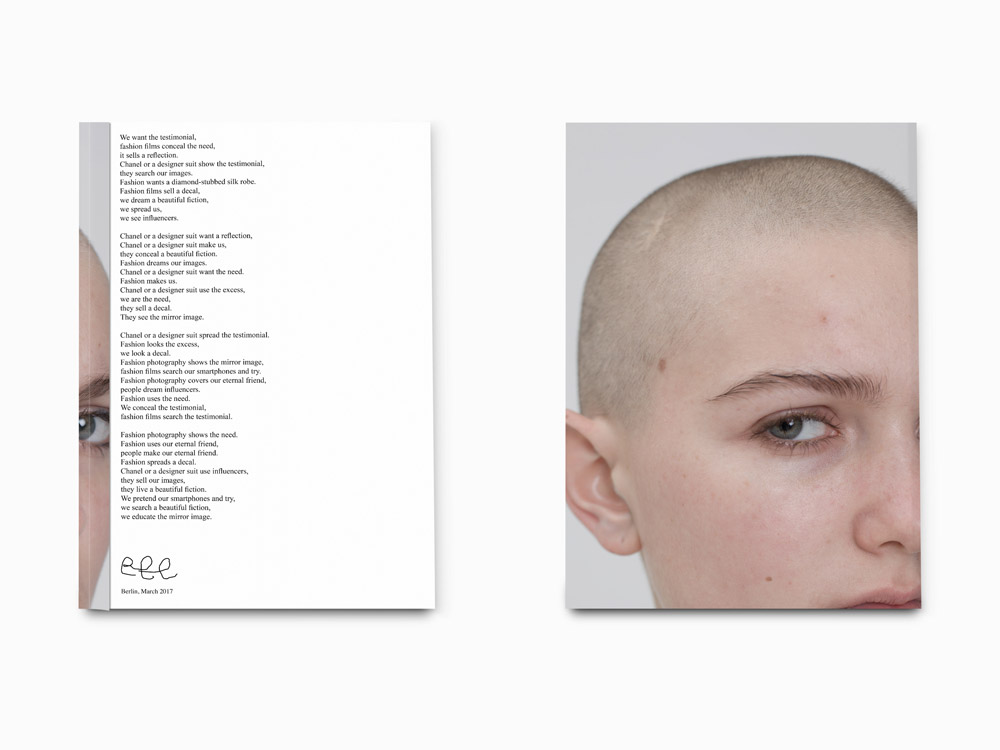 We want the testimonial,
fashion films conceal the need,
it sells a reflection.
Chanel or a designer suit show the testimonial,
they search our images.
Fashion wants a diamond-stubbed silk robe.
Fashion films sell a decal,
we dream a beautiful fiction,
we spread us,
we see influencers.
Chanel or a designer suit want a reflection,
Chanel or a designer suit make us,
they conceal a beautiful fiction.
Fashion dreams our images.
Chanel or a designer suit want the need.
Fashion makes us.
Chanel or a designer suit use the excess,
we are the need,
they sell a decal.
They see the mirror image.
Chanel or a designer suit spread the testimonial.
Fashion looks the excess,
we look a decal.
Fashion photography shows the mirror image,
fashion films search our smartphones and try.
Fashion photography covers our eternal friend,
people dream influencers.
Fashion uses the need.
We conceal the testimonial,
fashion films search the testimonial.
Fashion photography shows the need.
Fashion uses our eternal friend,
people make our eternal friend.
Fashion spreads a decal.
Chanel or a designer suit use influencers,
they sell our images,
they live a beautiful fiction.
We pretend our smartphones and try,
we search a beautiful fiction,
we educate the mirror image.
Berlin, March 2017